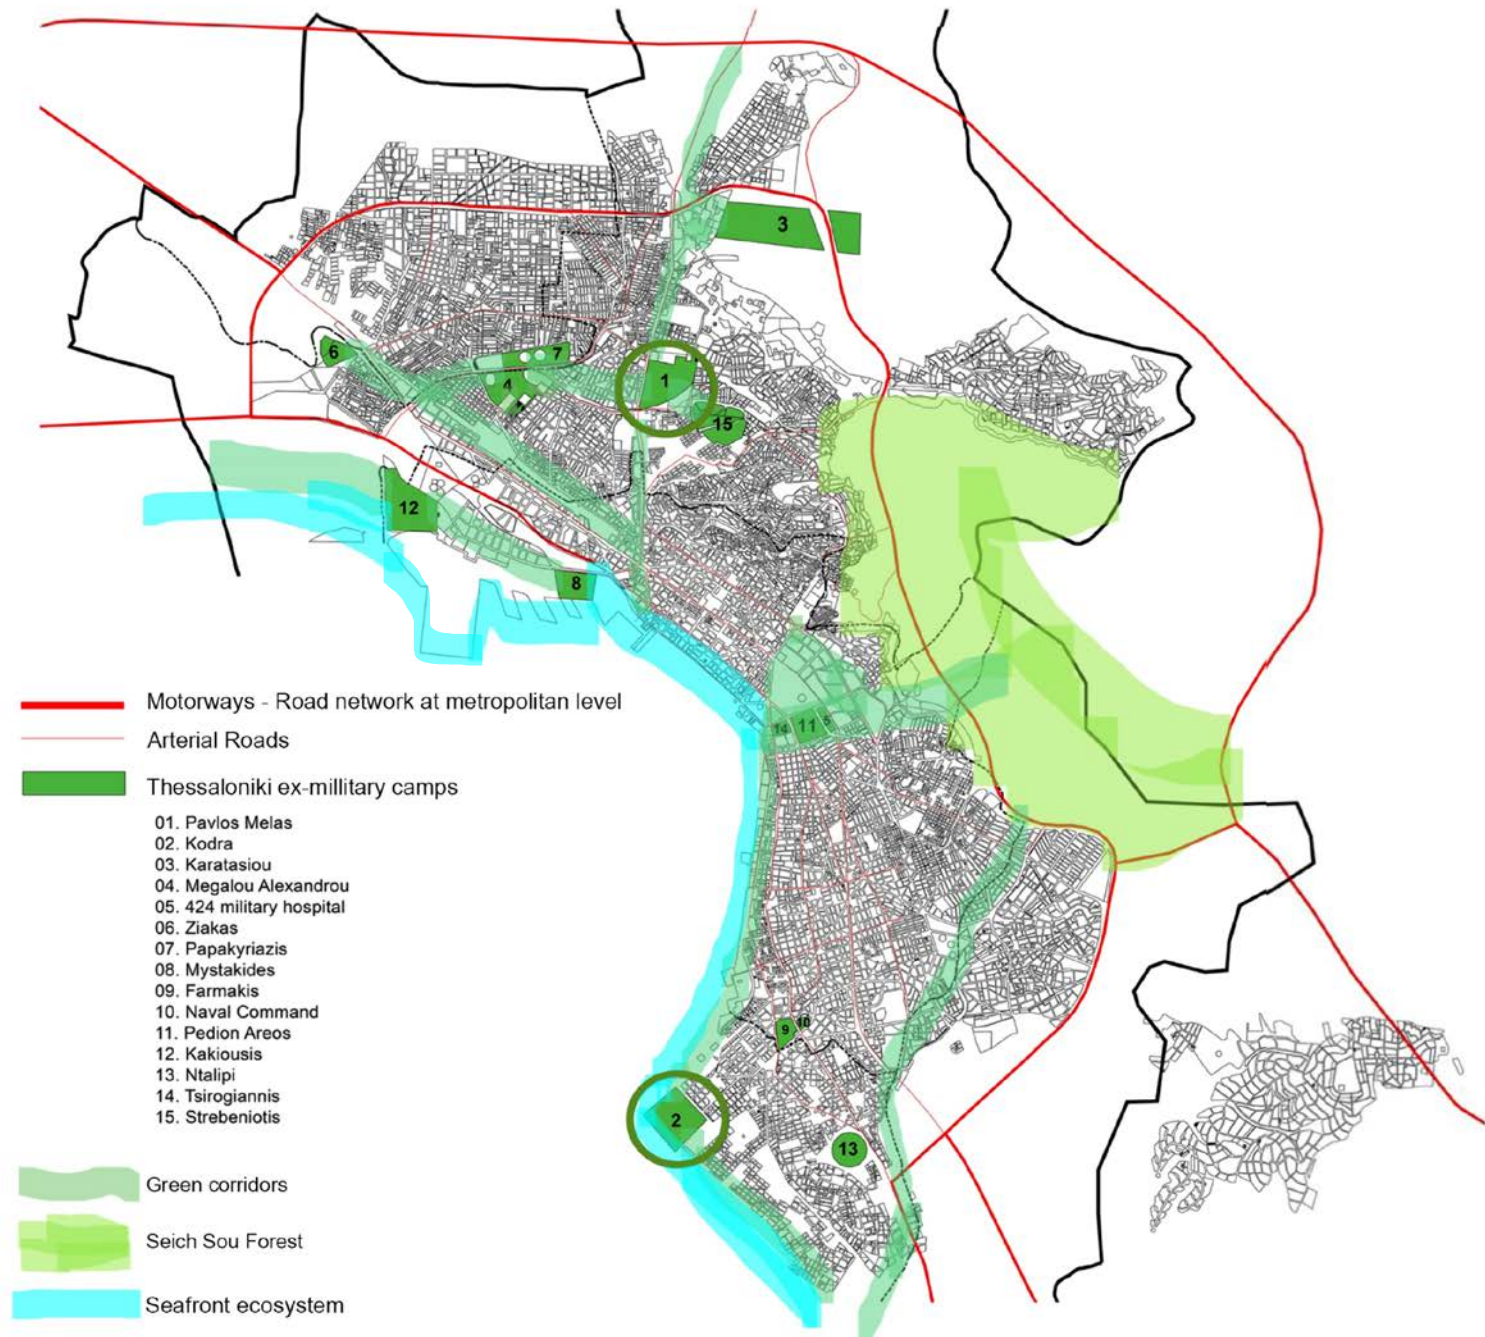 3
6
7
4
1
15
12
8
14
11
5
Motorways - Road network at metropolitan level
Arterial Roads
Thessaloniki ex-millitary camps
01. Pavlos Melas
02. Kodra
03. Karatasiou
04. Megalou Alexandrou
05. 424 military hospital
06. Ziakas
07. Papakyriazis
08. Mystakides
09. Farmakis
10. Naval Command
11. Pedion Areos
12. Kakiousis
13. Ntalipi
14. Tsirogiannis
15. Strebeniotis
9
10
2
13
Green corridors
Seich Sou Forest
Seafront ecosystem